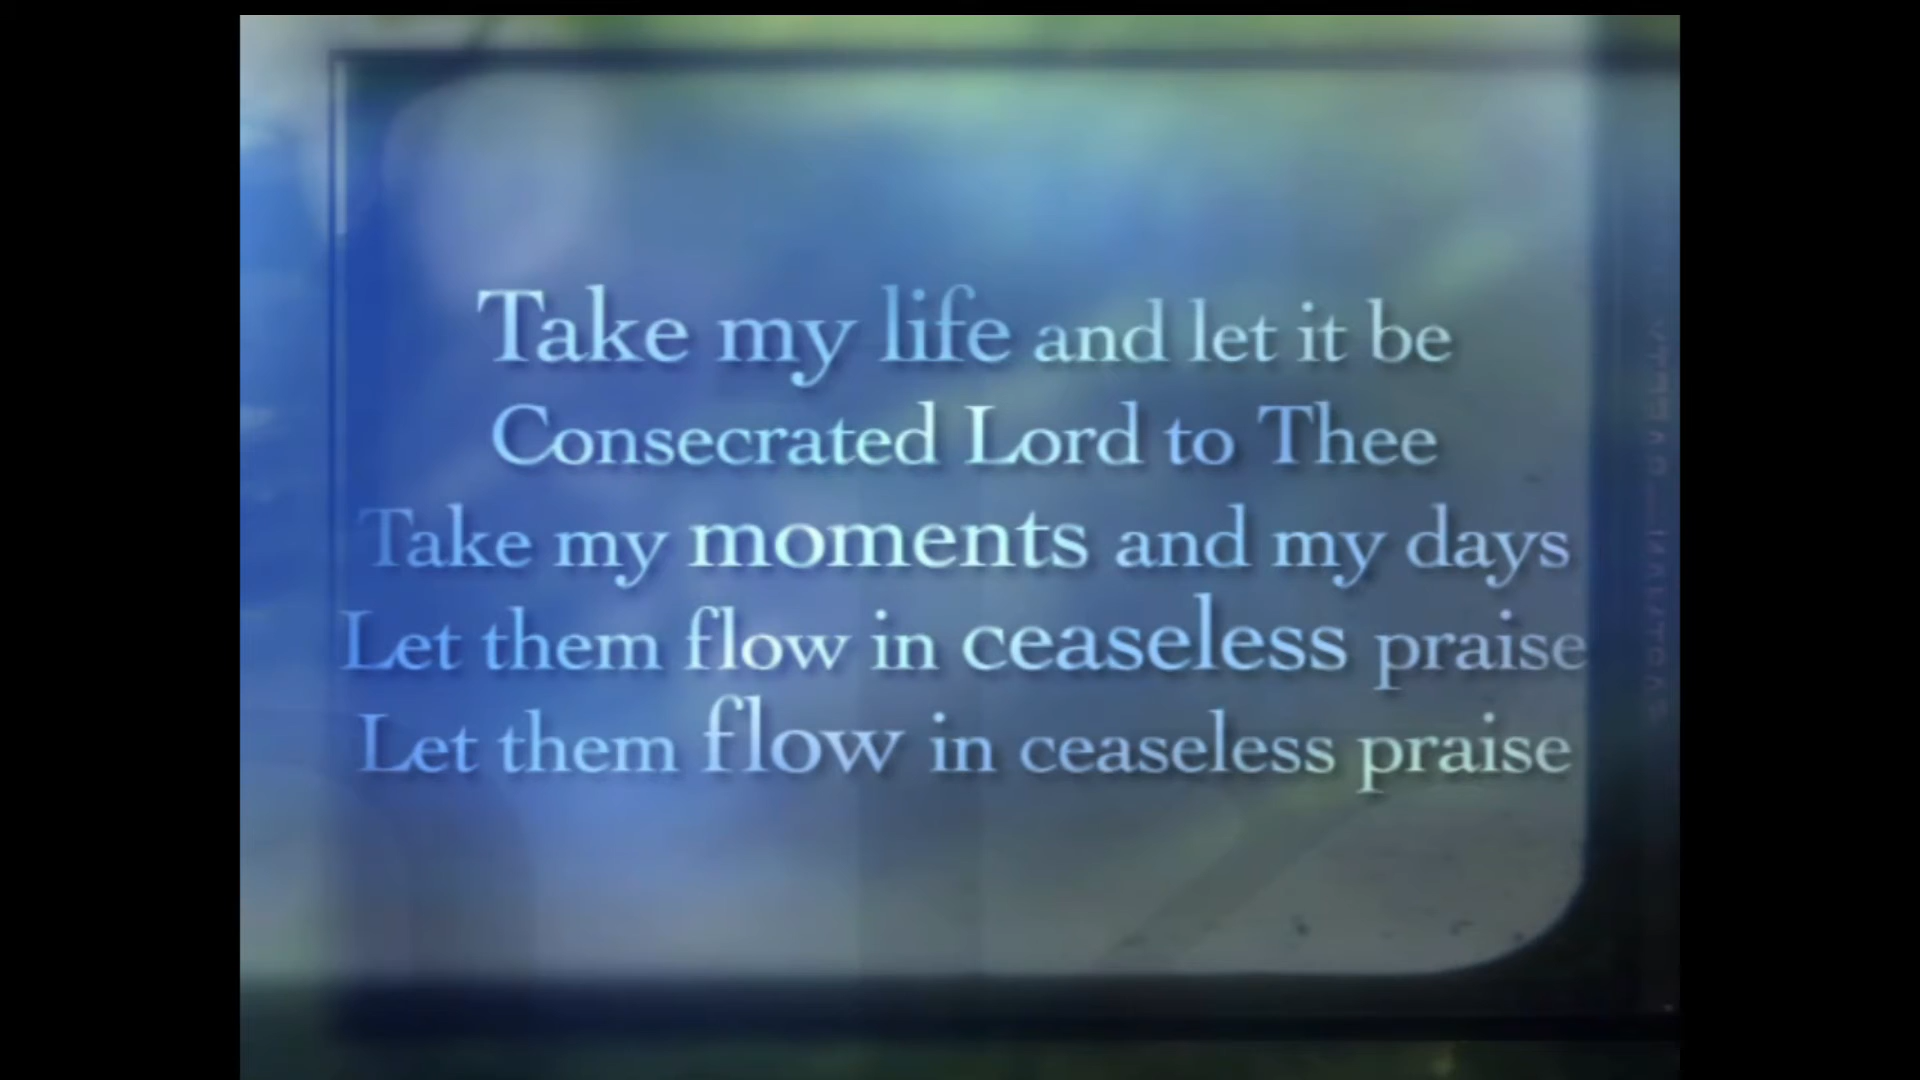 Take my life and let it be
Consecrated Lord to Thee
Take my moments and my days
Let them flow in ceaseless praise
Let them flow in ceaseless praise